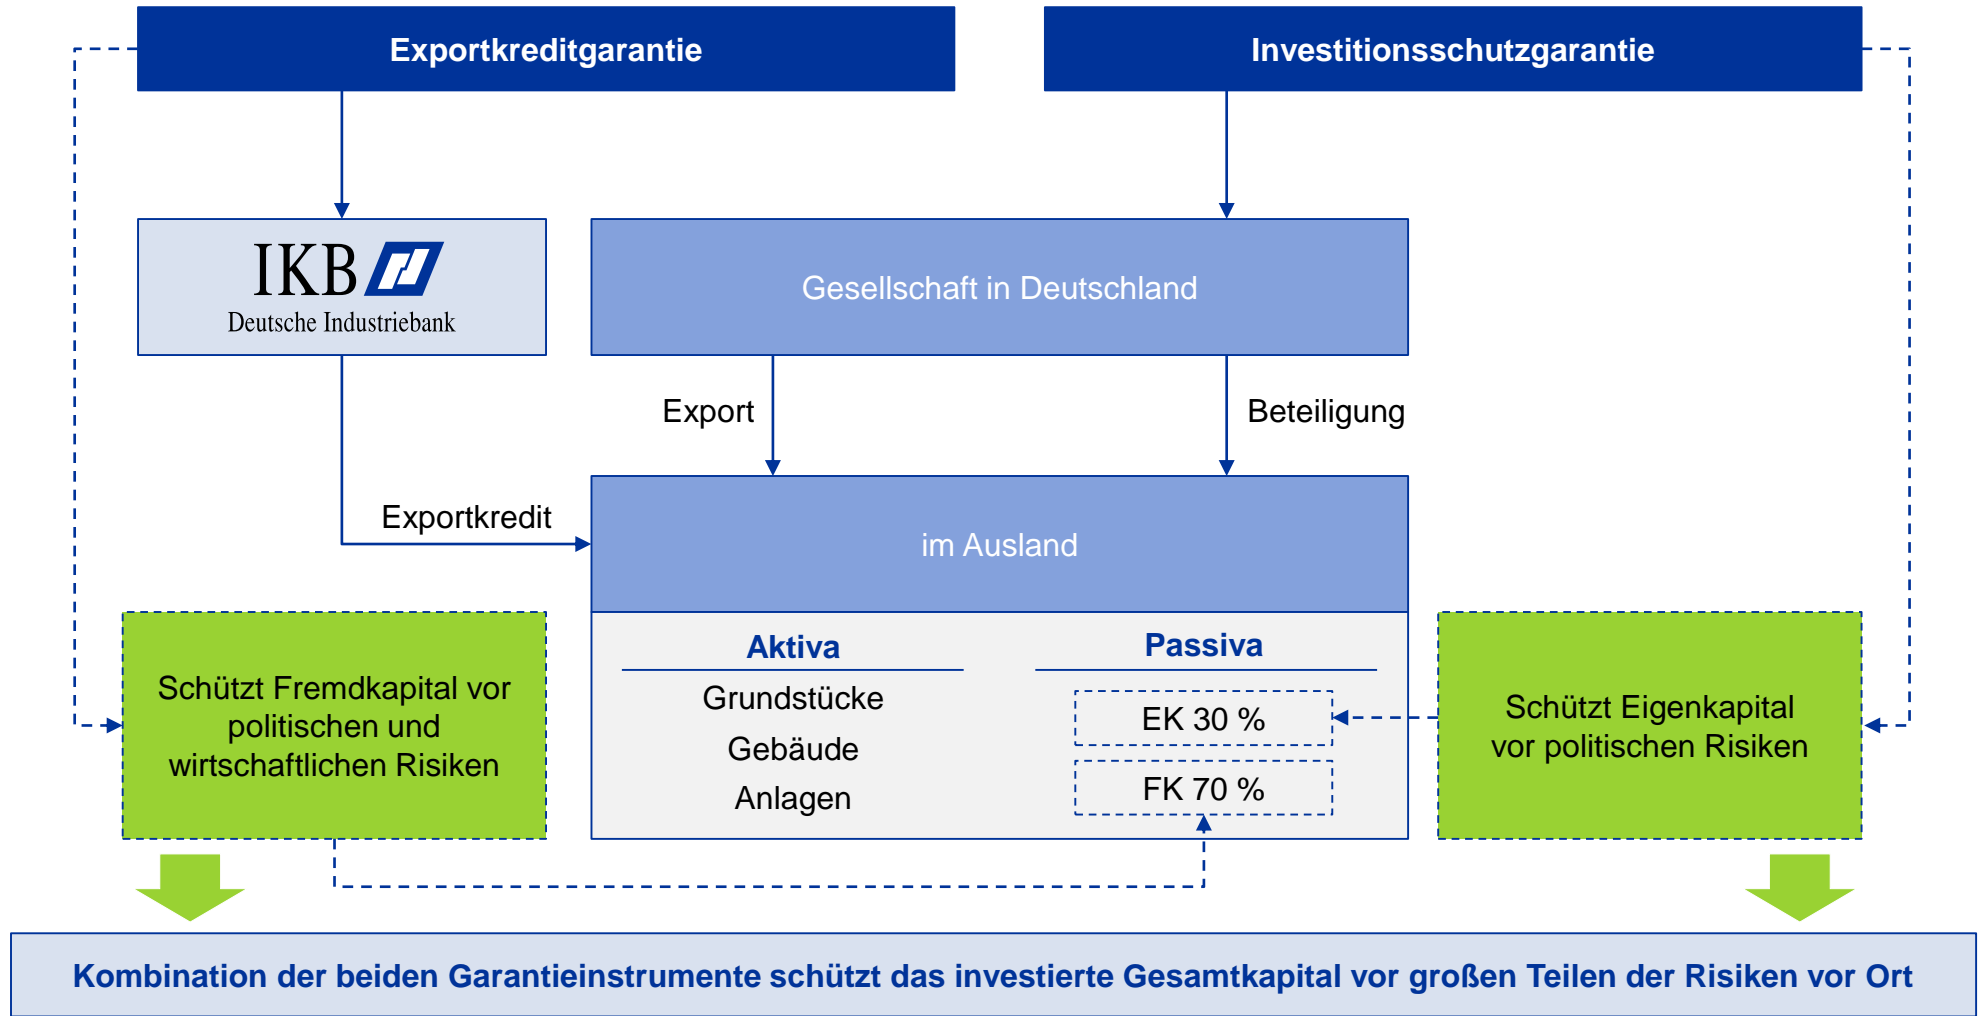 Exportkreditgarantie
Investitionsschutzgarantie
IKB
Deutsche Industriebank
Gesellschaft in Deutschland
Export
Beteiligung
Exportkredit
im Ausland
Schützt Fremdkapital vor
politischen und
wirtschaftlichen Risiken
Aktiva
Grundstücke
Gebäude
Anlagen
Passiva
EK 30 %
FK 70 %
Schützt Eigenkapital
vor politischen Risiken
Kombination der beiden Garantieinstrumente schützt das investierte Gesamtkapital vor großen Teilen der Risiken vor Ort